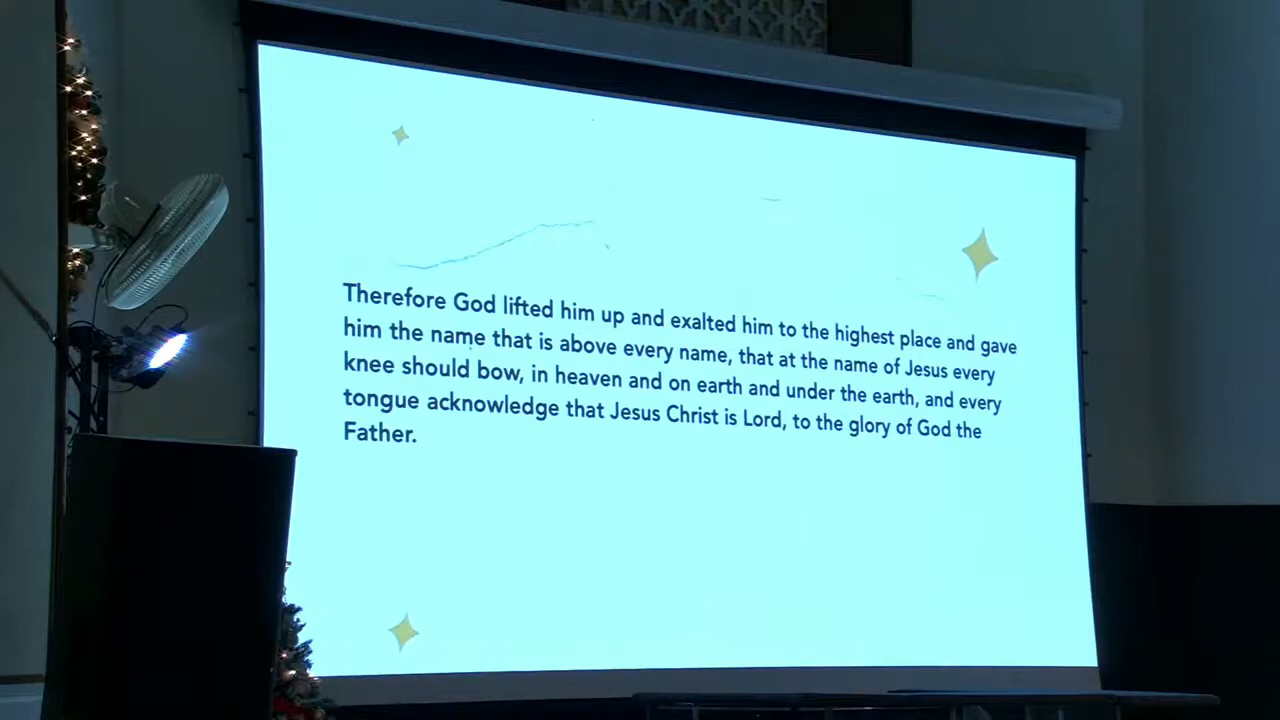 Therefore God lifted him up and exalted him to the highest place and gave
him the name that is above every name, that at the name of Jesus every
knee should bow, in heaven and on earth and under the earth, and every
tongue acknowledge that Jesus Christ is Lord, to the glory of God the
Father.